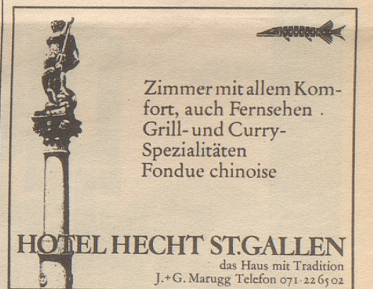 Zimmer mit allem Kom-
fort, auch Fernsehen
Grill- und Curry-
Spezialitäten
Fondue chinoise
HOTEL HECHT ST.GALLEN
das Haus mit Tradition
J.+G. Marugg Telefon 071-22 65 02